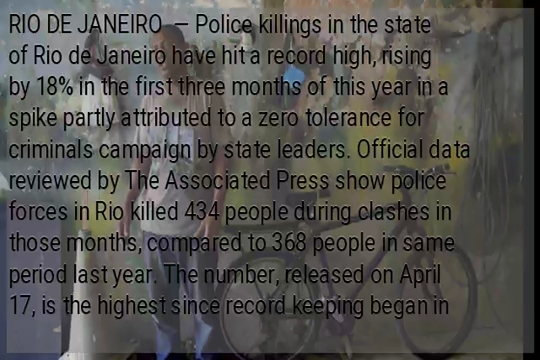 RIO DE JANEIRO — Police killings in the state
of Rio de Janeiro have hit a record high, rising
by 18% in the first three months of this year in a
spike partly attributed to a zero tolerance for
criminals campaign by state leaders. Official data
reviewed by The Associated Press show police
forces in Rio killed 434 people during clashes in
those months, compared to 368 people in same
period last year. The number, released on April
17, is the highest since record keeping began in